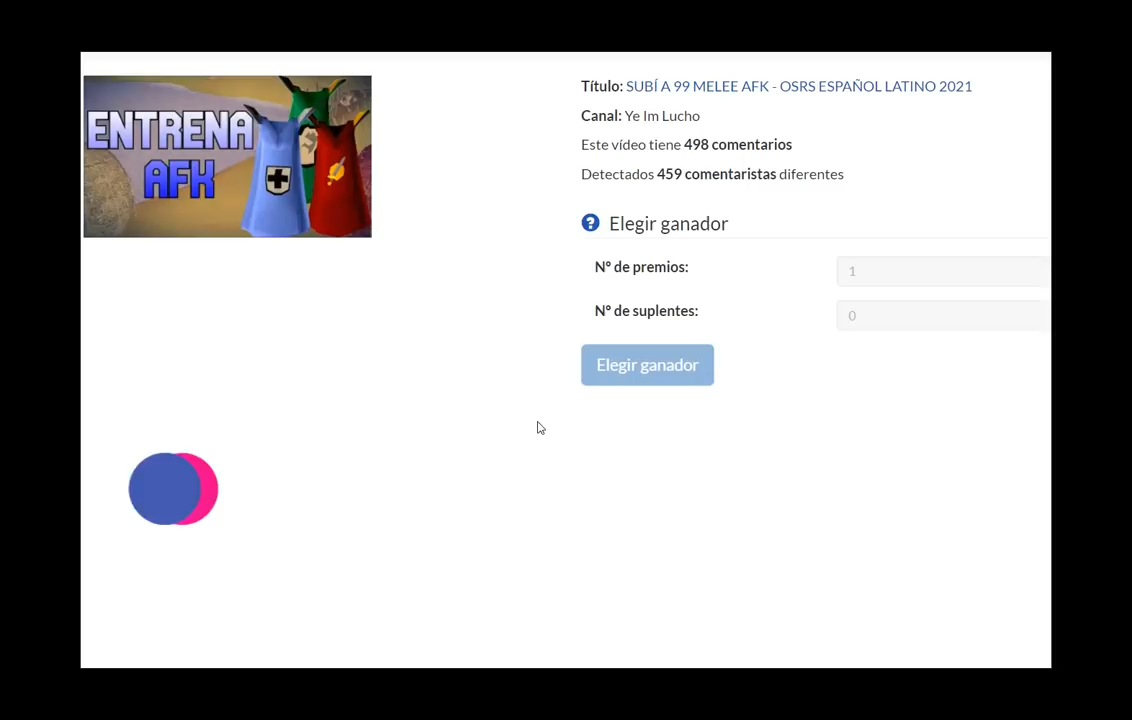 ENTRENA
AFK
Título: SUBÍ A 99 MELEE AFK - OSRS ESPAÑOL LATINO 2021
Canal: Ye Im Lucho
Este vídeo tiene 498 comentarios
Detectados 459 comentaristas diferentes
? Elegir ganador
Nº de premios: 1
Nº de suplentes: 0
Elegir ganador